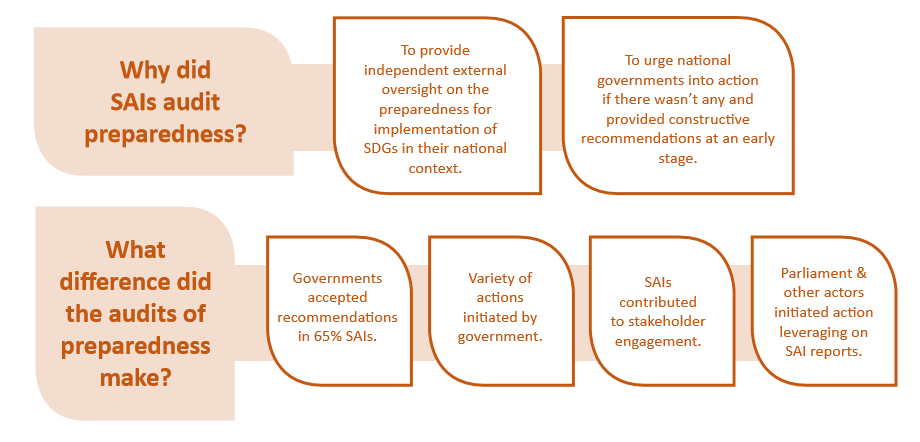 Why did
SAIs audit
preparedness?
To provide
independent external
oversight on the
preparedness for
implementation of
SDGs in their national
context.
To urge national
governments into action
if there wasn't any and
provided constructive
recommendations at an early
stage.
What
difference did
the audits of
preparedness
make?
Governments
accepted
recommendations
in 65% SAIs.
Variety of
actions
initiated by
government.
SAIs
contributed
to stakeholder
engagement.
Parliament &
other actors
initiated action
leveraging on
SAI reports.